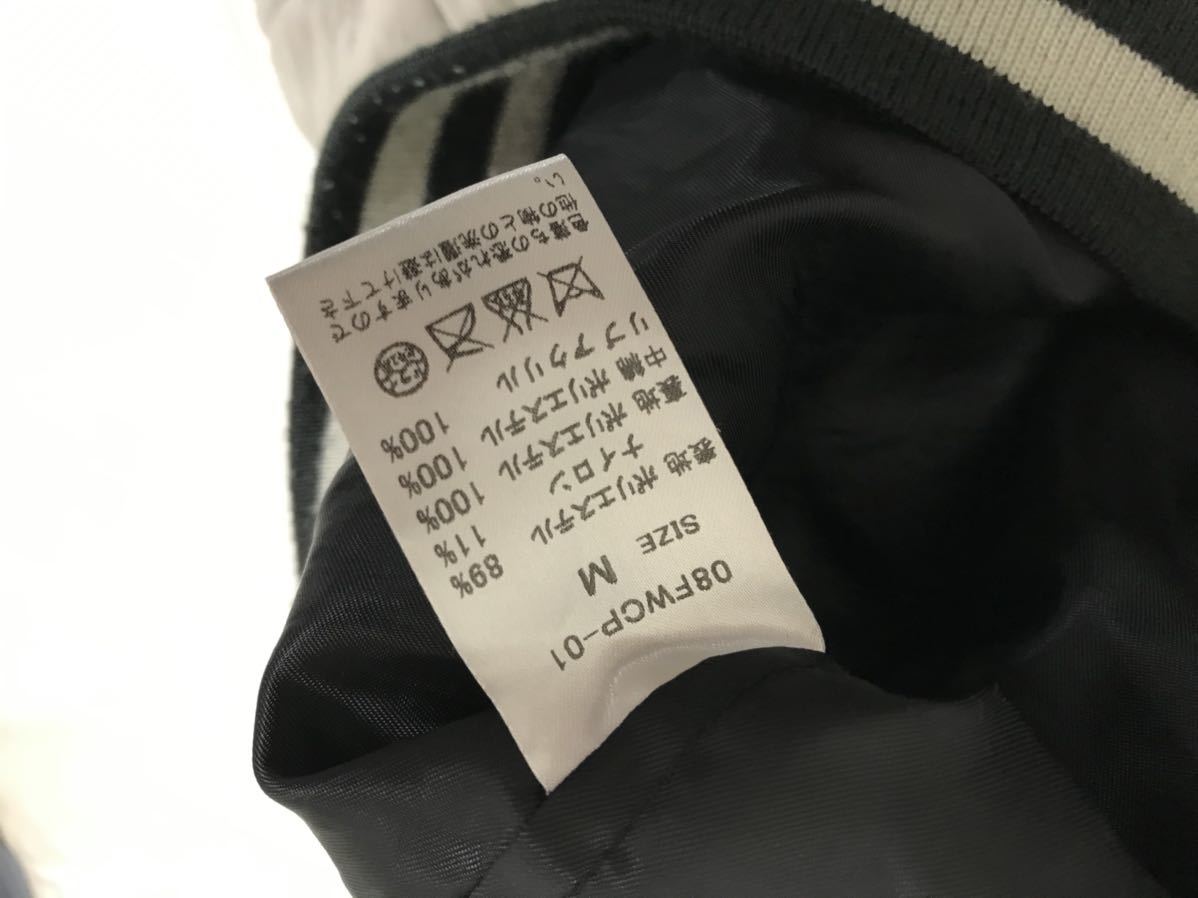 08FWCP-01
SIZE M
表地 ポリエステル 89%
ナイロン 11%
裏地 ポリエステル 100%
中綿 ポリエステル 100%
リブ アクリル 100%
色落ちの恐れがありますので
他の物との洗濯は避けて下さ
い。